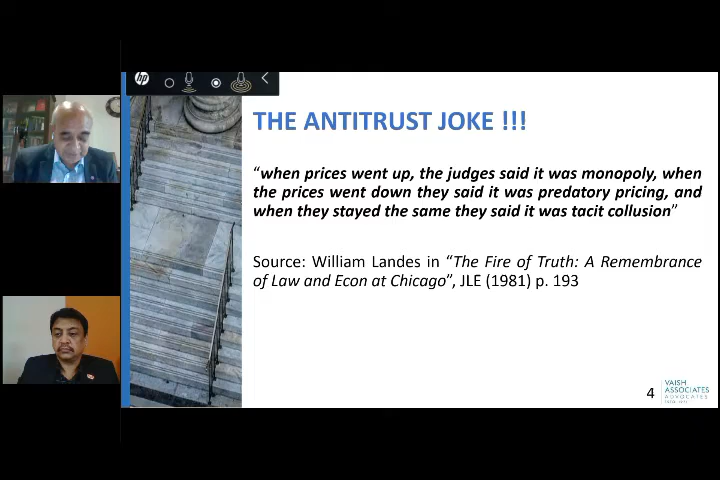 hp
THE ANTITRUST JOKE !!!
“when prices went up, the judges said it was monopoly, when
the prices went down they said it was predatory pricing, and
when they stayed the same they said it was tacit collusion”
Source: William Landes in “The Fire of Truth: A Remembrance
of Law and Econ at Chicago”, JLE (1981) p. 193
4
VAISH
ASSOCIATES
ADVOCATES